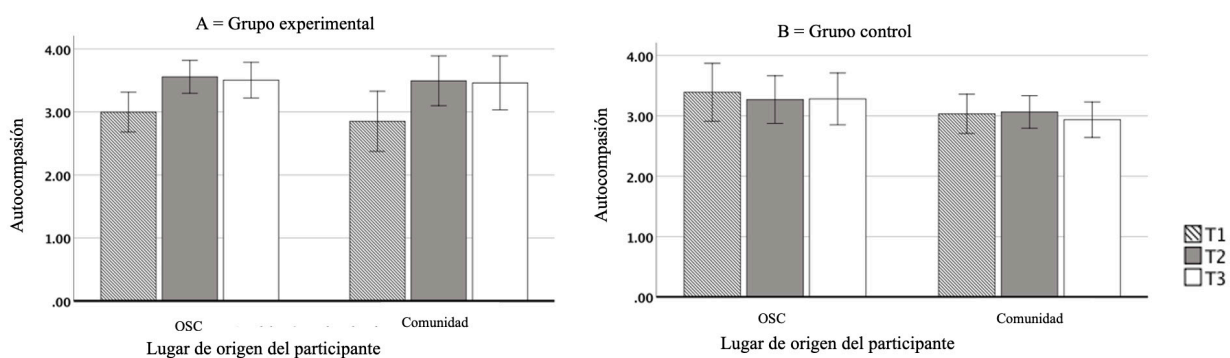 A = Grupo experimental
4.00
3.00
2.00
1.00
.00
Autocompasión
OSC
Comunidad
Lugar de origen del participante
B = Grupo control
4.00
3.00
2.00
1.00
.00
Autocompasión
OSC
Comunidad
Lugar de origen del participante
T1
T2
T3